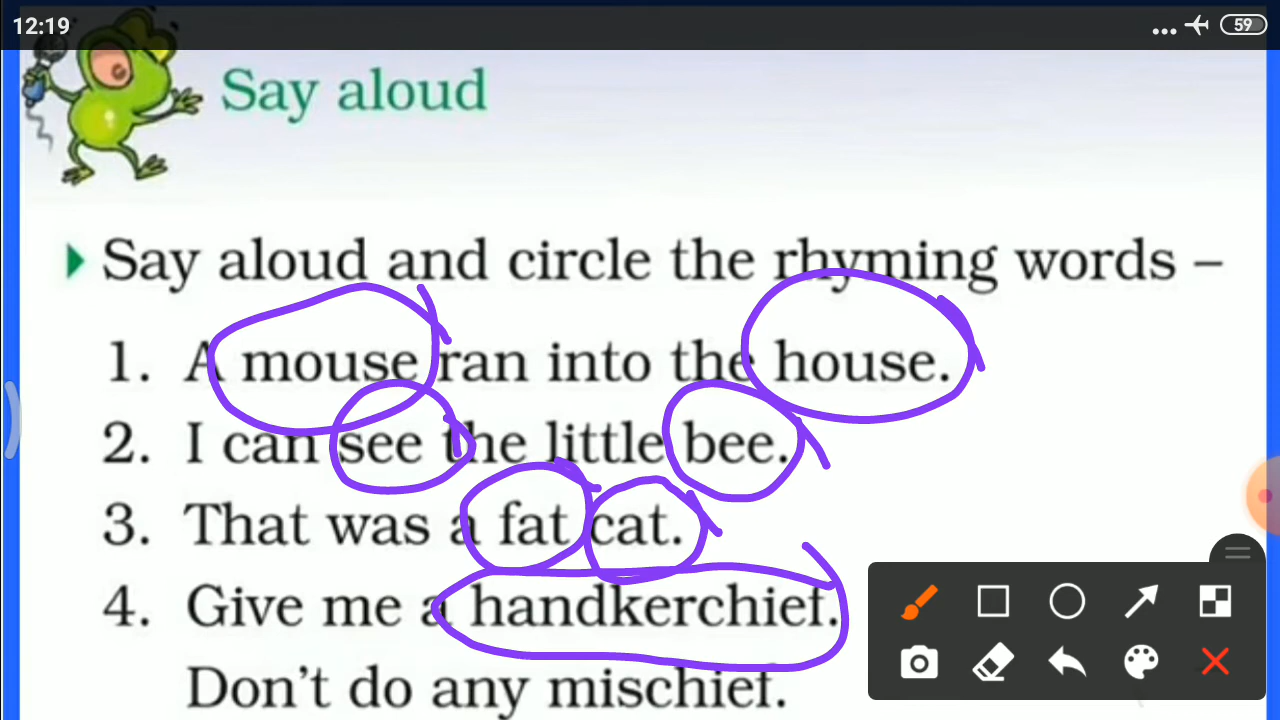 12:19
59
Say aloud
Say aloud and circle the rhyming words –
1. A mouse ran into the house.
2. I can see the little bee.
3. That was a fat cat.
4. Give me a handkerchief.
Don't do any mischief.